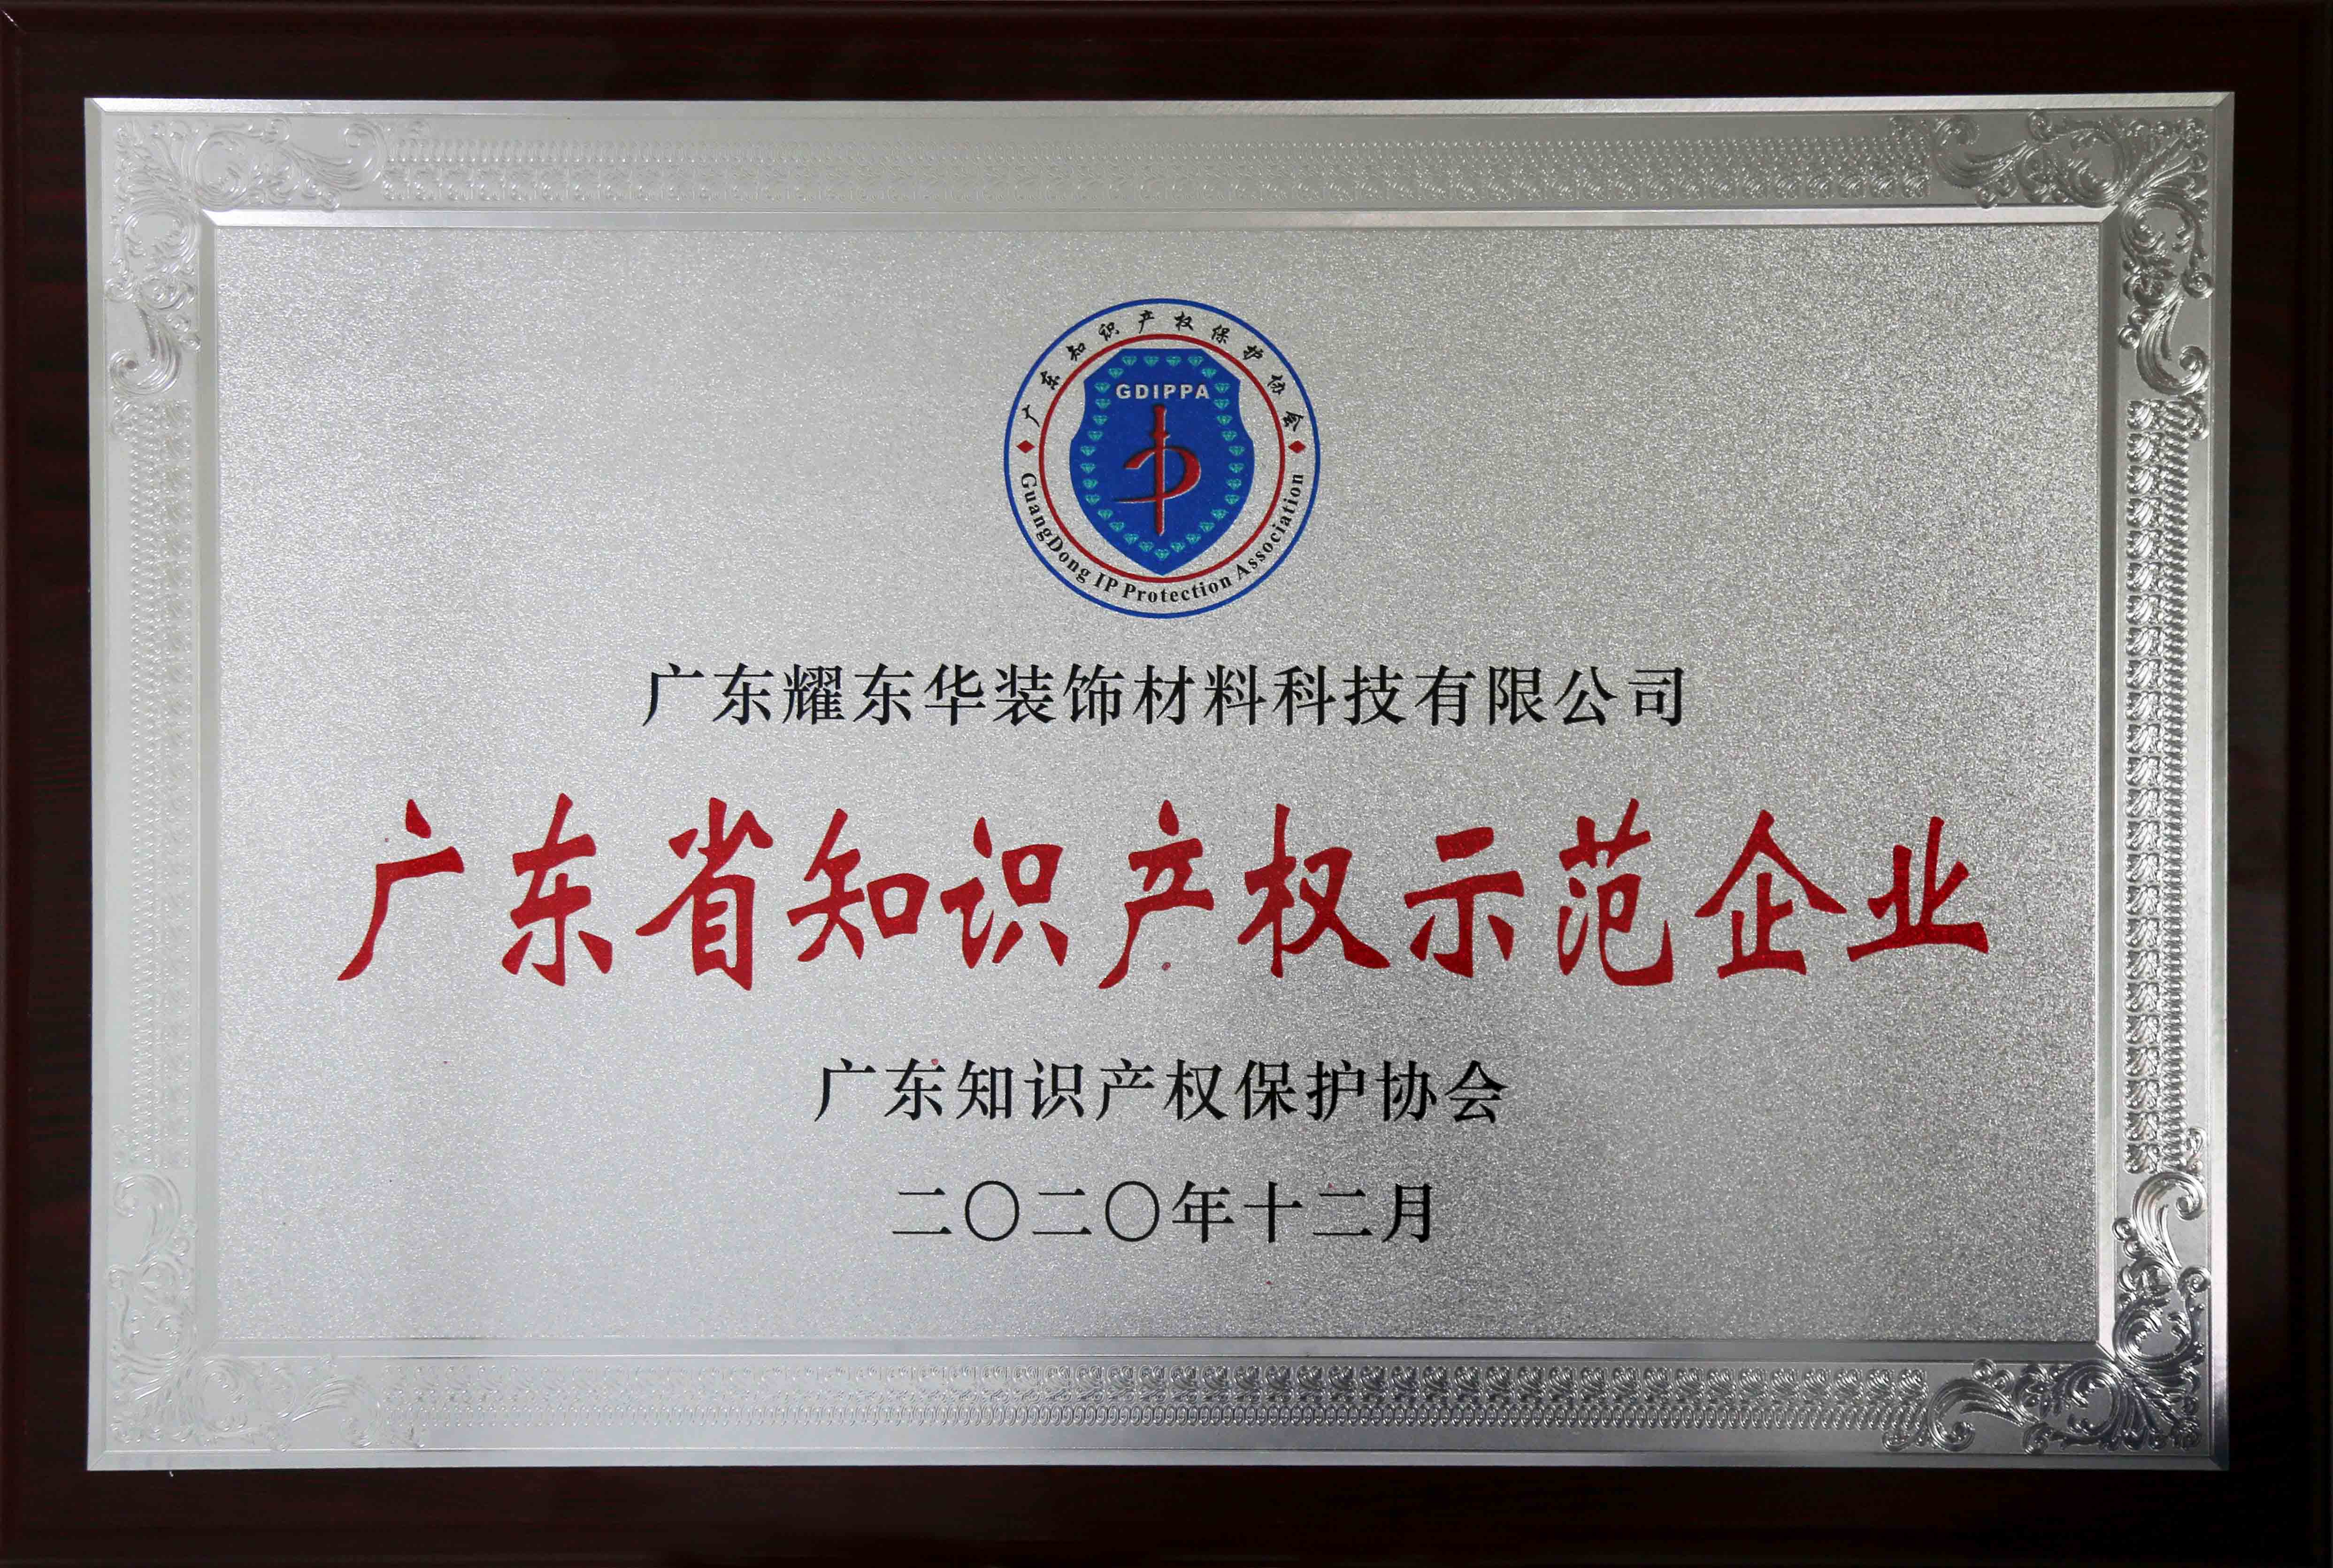 广东知识产权保护协会
GDIPPA
GuangDong IP Protection Association
广东耀东华装饰材料科技有限公司
广东省知识产权示范企业
广东知识产权保护协会
二〇二〇年十二月